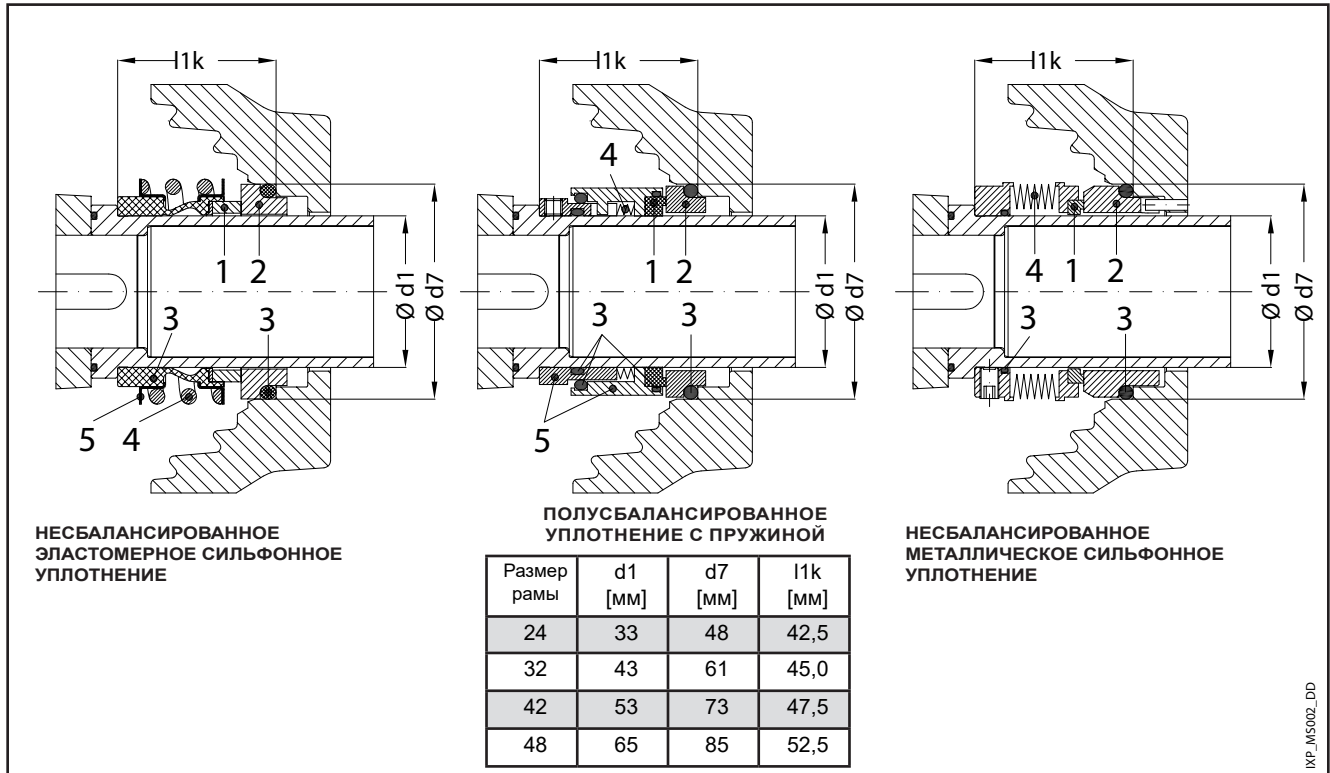 l1k
l1k
l1k
4
1 2
1 2
4 1 2
Ø d1
Ø d7
Ø d1
Ø d7
Ø d1
Ø d7
3 3
3 3
3 3
5 4
5
НЕСБАЛАНСИРОВАННОЕ
ЭЛАСТОМЕРНОЕ СИЛЬФОННОЕ
УПЛОТНЕНИЕ
ПОЛУСБАЛАНСИРОВАННОЕ
УПЛОТНЕНИЕ С ПРУЖИНОЙ
НЕСБАЛАНСИРОВАННОЕ
МЕТАЛЛИЧЕСКОЕ СИЛЬФОННОЕ
УПЛОТНЕНИЕ
Размер рамы d1 [мм] d7 [мм] l1k [мм]
24 33 48 42,5
32 43 61 45,0
42 53 73 47,5
48 65 85 52,5
IXP_MS002_DD